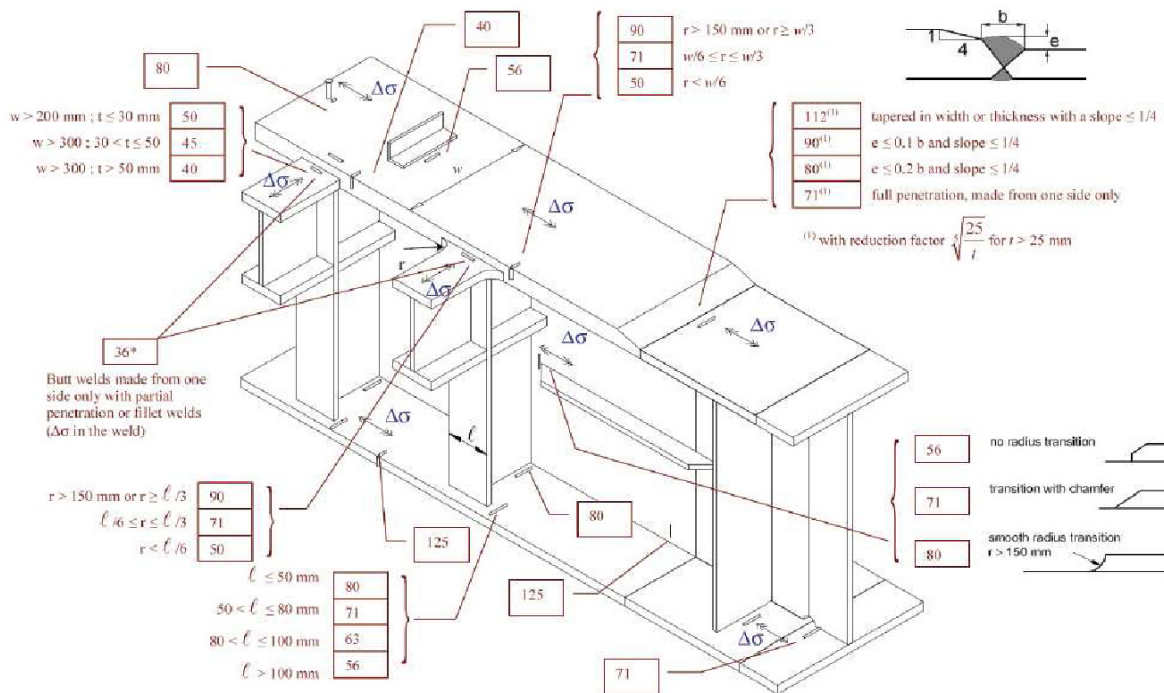 40
90 r > 150 mm or r ≥ w/3
71 w/6 ≤ r ≤ w/3
50 r < w/6
b
1
4
e
80
Δσ
56
w > 200 mm ; t ≤ 30 mm 50
w > 300 ; 30 < t ≤ 50 45
w > 300 ; t > 50 mm 40
Δσ
w
Δσ
112(1) tapered in width or thickness with a slope ≤ 1/4
90(1) e ≤ 0.1 b and slope ≤ 1/4
80(1) e ≤ 0.2 b and slope ≤ 1/4
71(1) full penetration, made from one side only
(1) with reduction factor ⁵√(25/t) for t > 25 mm
r
Δσ
Δσ
Δσ
36*
Butt welds made from one
side only with partial
penetration or fillet welds
(Δσ in the weld)
Δσ
ℓ
56 no radius transition
71 transition with chamfer
80 smooth radius transition
r > 150 mm
r > 150 mm or r ≥ ℓ /3 90
ℓ /6 ≤ r ≤ ℓ /3 71
r < ℓ /6 50
125
80
ℓ ≤ 50 mm 80
50 < ℓ ≤ 80 mm 71
80 < ℓ ≤ 100 mm 63
ℓ > 100 mm 56
125
Δσ
71